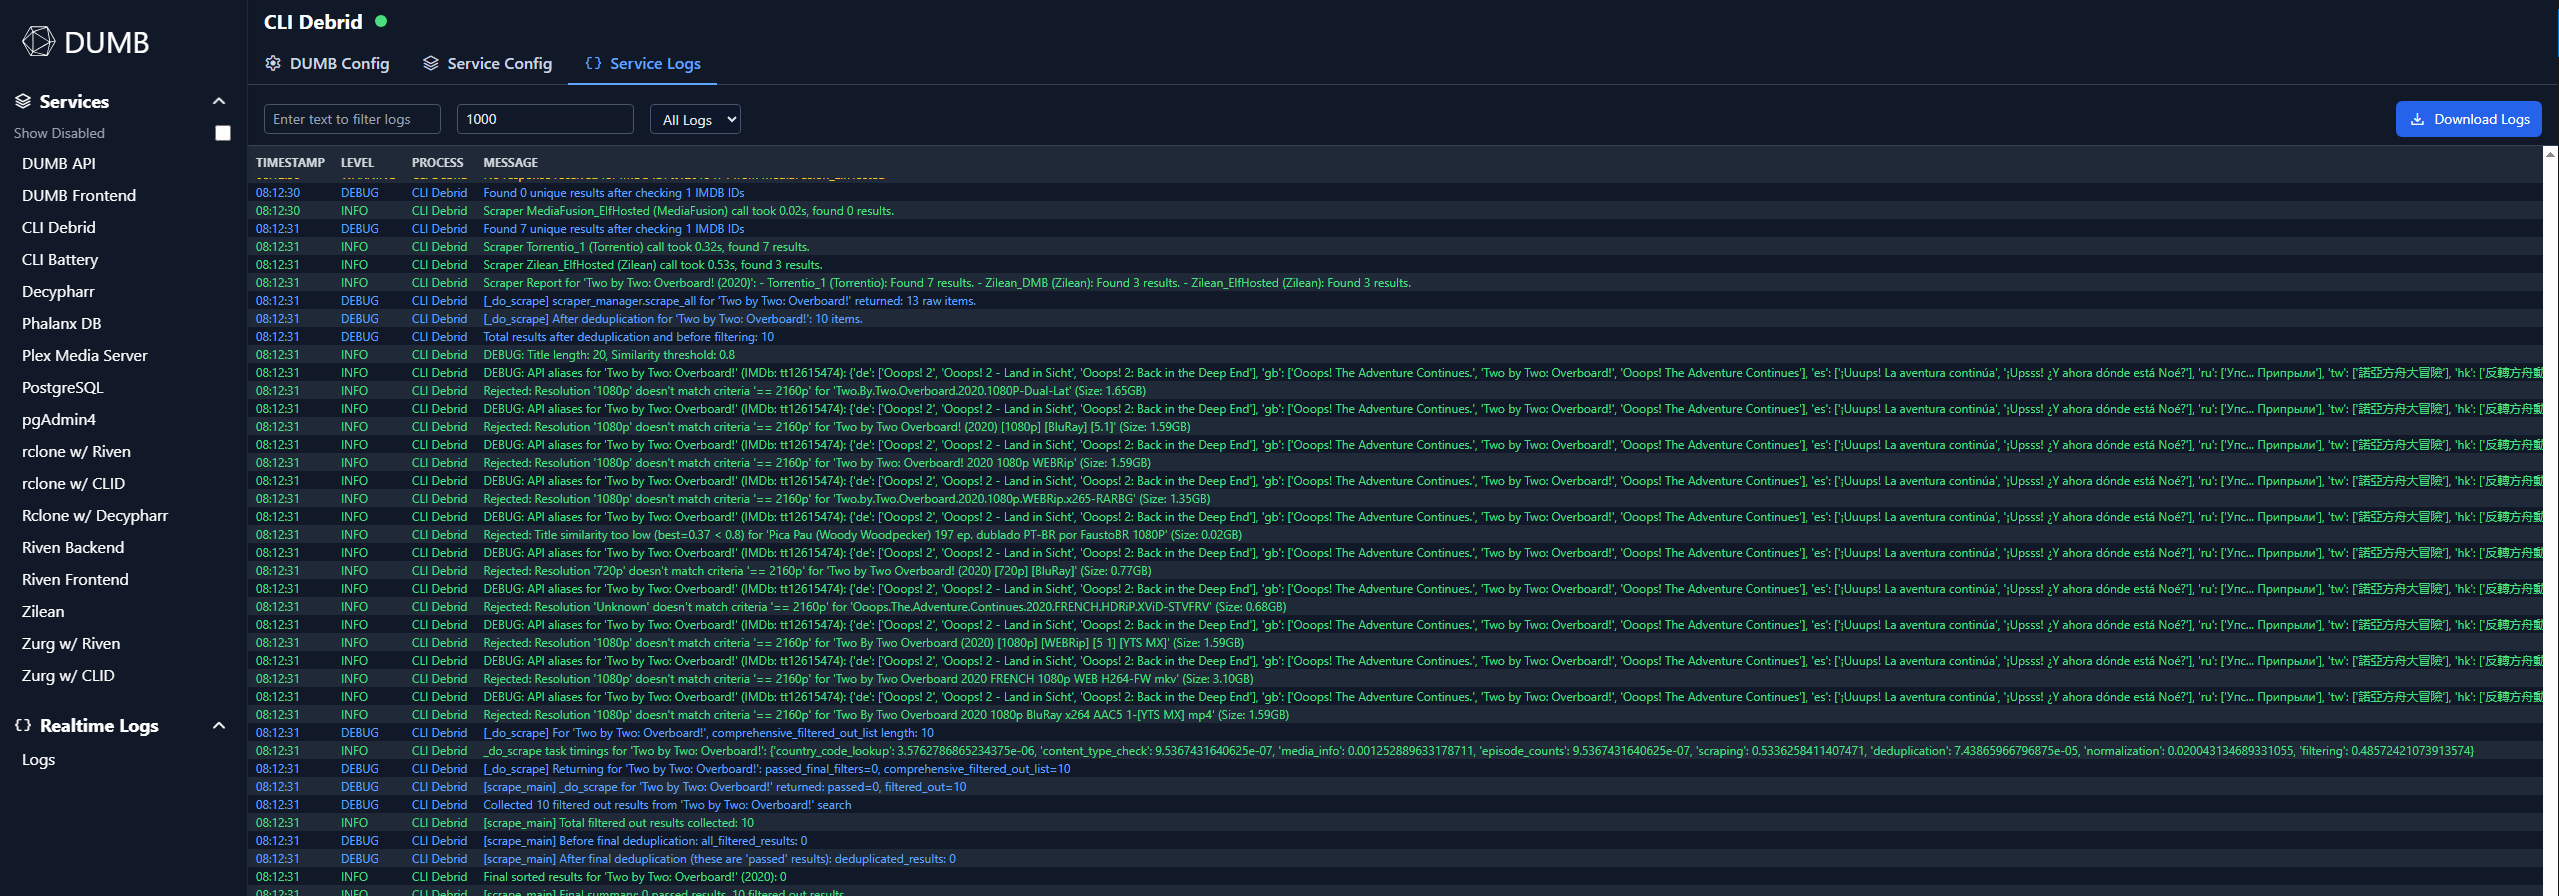 DUMB
Services
Show Disabled
DUMB API
DUMB Frontend
CLI Debrid
CLI Battery
Decypharr
Phalanx DB
Plex Media Server
PostgreSQL
pgAdmin4
rclone w/ Riven
rclone w/ CLID
Rclone w/ Decypharr
Riven Backend
Riven Frontend
Zilean
Zurg w/ Riven
Zurg w/ CLID
Realtime Logs
Logs
CLI Debrid
DUMB Config Service Config Service Logs
Enter text to filter logs 1000 All Logs Download Logs
TIMESTAMP LEVEL PROCESS MESSAGE
08:12:30 DEBUG CLI Debrid Found 0 unique results after checking 1 IMDB IDs
08:12:30 INFO CLI Debrid Scraper MediaFusion_ElfHosted (MediaFusion) call took 0.02s, found 0 results.
08:12:31 DEBUG CLI Debrid Found 7 unique results after checking 1 IMDB IDs
08:12:31 INFO CLI Debrid Scraper Torrentio_1 (Torrentio) call took 0.32s, found 7 results.
08:12:31 INFO CLI Debrid Scraper Zilean_ElfHosted (Zilean) call took 0.53s, found 3 results.
08:12:31 INFO CLI Debrid Scraper Report for 'Two by Two: Overboard! (2020)': - Torrentio_1 (Torrentio): Found 7 results. - Zilean_DMB (Zilean): Found 3 results. - Zilean_ElfHosted (Zilean): Found 3 results.
08:12:31 DEBUG CLI Debrid [_do_scrape] scraper_manager.scrape_all for 'Two by Two: Overboard!' returned: 13 raw items.
08:12:31 DEBUG CLI Debrid [_do_scrape] After deduplication for 'Two by Two: Overboard!': 10 items.
08:12:31 DEBUG CLI Debrid Total results after deduplication and before filtering: 10
08:12:31 INFO CLI Debrid DEBUG: Title length: 20, Similarity threshold: 0.8
08:12:31 INFO CLI Debrid DEBUG: API aliases for 'Two by Two: Overboard!' (IMDb: tt12615474): {'de': ['Ooops! 2', 'Ooops! 2 - Land in Sicht', 'Ooops! 2: Back in the Deep End'], 'gb': ['Ooops! The Adventure Continues.', 'Two by Two: Overboard!', 'Ooops! The Adventure Continues'], 'es': ['¡Uuups! La aventura continúa', '¡Upsss! ¿Y ahora dónde está Noé?'], 'ru': ['Упс... Приплыли'], 'tw': ['諾亞方舟大冒險'], 'hk': ['反轉方舟動
08:12:31 INFO CLI Debrid Rejected: Resolution '1080p' doesn't match criteria '== 2160p' for 'Two.By.Two.Overboard.2020.1080P-Dual-Lat' (Size: 1.65GB)
08:12:31 INFO CLI Debrid DEBUG: API aliases for 'Two by Two: Overboard!' (IMDb: tt12615474): {'de': ['Ooops! 2', 'Ooops! 2 - Land in Sicht', 'Ooops! 2: Back in the Deep End'], 'gb': ['Ooops! The Adventure Continues.', 'Two by Two: Overboard!', 'Ooops! The Adventure Continues'], 'es': ['¡Uuups! La aventura continúa', '¡Upsss! ¿Y ahora dónde está Noé?'], 'ru': ['Упс... Приплыли'], 'tw': ['諾亞方舟大冒險'], 'hk': ['反轉方舟動
08:12:31 INFO CLI Debrid Rejected: Resolution '1080p' doesn't match criteria '== 2160p' for 'Two by Two Overboard! (2020) [1080p] [BluRay] [5.1]' (Size: 1.59GB)
08:12:31 INFO CLI Debrid DEBUG: API aliases for 'Two by Two: Overboard!' (IMDb: tt12615474): {'de': ['Ooops! 2', 'Ooops! 2 - Land in Sicht', 'Ooops! 2: Back in the Deep End'], 'gb': ['Ooops! The Adventure Continues.', 'Two by Two: Overboard!', 'Ooops! The Adventure Continues'], 'es': ['¡Uuups! La aventura continúa', '¡Upsss! ¿Y ahora dónde está Noé?'], 'ru': ['Упс... Приплыли'], 'tw': ['諾亞方舟大冒險'], 'hk': ['反轉方舟動
08:12:31 INFO CLI Debrid Rejected: Resolution '1080p' doesn't match criteria '== 2160p' for 'Two by Two: Overboard! 2020 1080p WEBRip' (Size: 1.59GB)
08:12:31 INFO CLI Debrid DEBUG: API aliases for 'Two by Two: Overboard!' (IMDb: tt12615474): {'de': ['Ooops! 2', 'Ooops! 2 - Land in Sicht', 'Ooops! 2: Back in the Deep End'], 'gb': ['Ooops! The Adventure Continues.', 'Two by Two: Overboard!', 'Ooops! The Adventure Continues'], 'es': ['¡Uuups! La aventura continúa', '¡Upsss! ¿Y ahora dónde está Noé?'], 'ru': ['Упс... Приплыли'], 'tw': ['諾亞方舟大冒險'], 'hk': ['反轉方舟動
08:12:31 INFO CLI Debrid Rejected: Resolution '1080p' doesn't match criteria '== 2160p' for 'Two.by.Two.Overboard.2020.1080p.WEBRip.x265-RARBG' (Size: 1.35GB)
08:12:31 INFO CLI Debrid DEBUG: API aliases for 'Two by Two: Overboard!' (IMDb: tt12615474): {'de': ['Ooops! 2', 'Ooops! 2 - Land in Sicht', 'Ooops! 2: Back in the Deep End'], 'gb': ['Ooops! The Adventure Continues.', 'Two by Two: Overboard!', 'Ooops! The Adventure Continues'], 'es': ['¡Uuups! La aventura continúa', '¡Upsss! ¿Y ahora dónde está Noé?'], 'ru': ['Упс... Приплыли'], 'tw': ['諾亞方舟大冒險'], 'hk': ['反轉方舟動
08:12:31 INFO CLI Debrid Rejected: Title similarity too low (best=0.37 < 0.8) for 'Pica Pau (Woody Woodpecker) 197 ep. dublado PT-BR por FaustoBR 1080P' (Size: 0.02GB)
08:12:31 INFO CLI Debrid DEBUG: API aliases for 'Two by Two: Overboard!' (IMDb: tt12615474): {'de': ['Ooops! 2', 'Ooops! 2 - Land in Sicht', 'Ooops! 2: Back in the Deep End'], 'gb': ['Ooops! The Adventure Continues.', 'Two by Two: Overboard!', 'Ooops! The Adventure Continues'], 'es': ['¡Uuups! La aventura continúa', '¡Upsss! ¿Y ahora dónde está Noé?'], 'ru': ['Упс... Приплыли'], 'tw': ['諾亞方舟大冒險'], 'hk': ['反轉方舟動
08:12:31 INFO CLI Debrid Rejected: Resolution '720p' doesn't match criteria '== 2160p' for 'Two by Two Overboard! (2020) [720p] [BluRay]' (Size: 0.77GB)
08:12:31 INFO CLI Debrid DEBUG: API aliases for 'Two by Two: Overboard!' (IMDb: tt12615474): {'de': ['Ooops! 2', 'Ooops! 2 - Land in Sicht', 'Ooops! 2: Back in the Deep End'], 'gb': ['Ooops! The Adventure Continues.', 'Two by Two: Overboard!', 'Ooops! The Adventure Continues'], 'es': ['¡Uuups! La aventura continúa', '¡Upsss! ¿Y ahora dónde está Noé?'], 'ru': ['Упс... Приплыли'], 'tw': ['諾亞方舟大冒險'], 'hk': ['反轉方舟動
08:12:31 INFO CLI Debrid Rejected: Resolution 'Unknown' doesn't match criteria '== 2160p' for 'Ooops.The.Adventure.Continues.2020.FRENCH.HDRiP.XViD-STVFRV' (Size: 0.68GB)
08:12:31 INFO CLI Debrid DEBUG: API aliases for 'Two by Two: Overboard!' (IMDb: tt12615474): {'de': ['Ooops! 2', 'Ooops! 2 - Land in Sicht', 'Ooops! 2: Back in the Deep End'], 'gb': ['Ooops! The Adventure Continues.', 'Two by Two: Overboard!', 'Ooops! The Adventure Continues'], 'es': ['¡Uuups! La aventura continúa', '¡Upsss! ¿Y ahora dónde está Noé?'], 'ru': ['Упс... Приплыли'], 'tw': ['諾亞方舟大冒險'], 'hk': ['反轉方舟動
08:12:31 INFO CLI Debrid Rejected: Resolution '1080p' doesn't match criteria '== 2160p' for 'Two By Two Overboard (2020) [1080p] [WEBRip] [5 1] [YTS MX]' (Size: 1.59GB)
08:12:31 INFO CLI Debrid DEBUG: API aliases for 'Two by Two: Overboard!' (IMDb: tt12615474): {'de': ['Ooops! 2', 'Ooops! 2 - Land in Sicht', 'Ooops! 2: Back in the Deep End'], 'gb': ['Ooops! The Adventure Continues.', 'Two by Two: Overboard!', 'Ooops! The Adventure Continues'], 'es': ['¡Uuups! La aventura continúa', '¡Upsss! ¿Y ahora dónde está Noé?'], 'ru': ['Упс... Приплыли'], 'tw': ['諾亞方舟大冒險'], 'hk': ['反轉方舟動
08:12:31 INFO CLI Debrid Rejected: Resolution '1080p' doesn't match criteria '== 2160p' for 'Two by Two Overboard 2020 FRENCH 1080p WEB H264-FW mkv' (Size: 3.10GB)
08:12:31 INFO CLI Debrid DEBUG: API aliases for 'Two by Two: Overboard!' (IMDb: tt12615474): {'de': ['Ooops! 2', 'Ooops! 2 - Land in Sicht', 'Ooops! 2: Back in the Deep End'], 'gb': ['Ooops! The Adventure Continues.', 'Two by Two: Overboard!', 'Ooops! The Adventure Continues'], 'es': ['¡Uuups! La aventura continúa', '¡Upsss! ¿Y ahora dónde está Noé?'], 'ru': ['Упс... Приплыли'], 'tw': ['諾亞方舟大冒險'], 'hk': ['反轉方舟動
08:12:31 INFO CLI Debrid Rejected: Resolution '1080p' doesn't match criteria '== 2160p' for 'Two By Two Overboard 2020 1080p BluRay x264 AAC5 1-[YTS MX] mp4' (Size: 1.59GB)
08:12:31 DEBUG CLI Debrid [_do_scrape] For 'Two by Two: Overboard!', comprehensive_filtered_out_list length: 10
08:12:31 INFO CLI Debrid _do_scrape task timings for 'Two by Two: Overboard!': {'country_code_lookup': 3.5762786865234375e-06, 'content_type_check': 9.5367431640625e-07, 'media_info': 0.001252889633178711, 'episode_counts': 9.5367431640625e-07, 'scraping': 0.5336258411407471, 'deduplication': 7.43865966796875e-05, 'normalization': 0.020043134689331055, 'filtering': 0.48572421073913574}
08:12:31 DEBUG CLI Debrid [_do_scrape] Returning for 'Two by Two: Overboard!': passed_final_filters=0, comprehensive_filtered_out_list=10
08:12:31 DEBUG CLI Debrid [scrape_main] _do_scrape for 'Two by Two: Overboard!' returned: passed=0, filtered_out=10
08:12:31 DEBUG CLI Debrid Collected 10 filtered out results from 'Two by Two: Overboard!' search
08:12:31 INFO CLI Debrid [scrape_main] Total filtered out results collected: 10
08:12:31 DEBUG CLI Debrid [scrape_main] Before final deduplication: all_filtered_results: 0
08:12:31 DEBUG CLI Debrid [scrape_main] After final deduplication (these are 'passed' results): deduplicated_results: 0
08:12:31 INFO CLI Debrid Final sorted results for 'Two by Two: Overboard!' (2020): 0
08:12:31 INFO CLI Debrid [scrape_main] Final summary: 0 passed results, 10 filtered out results